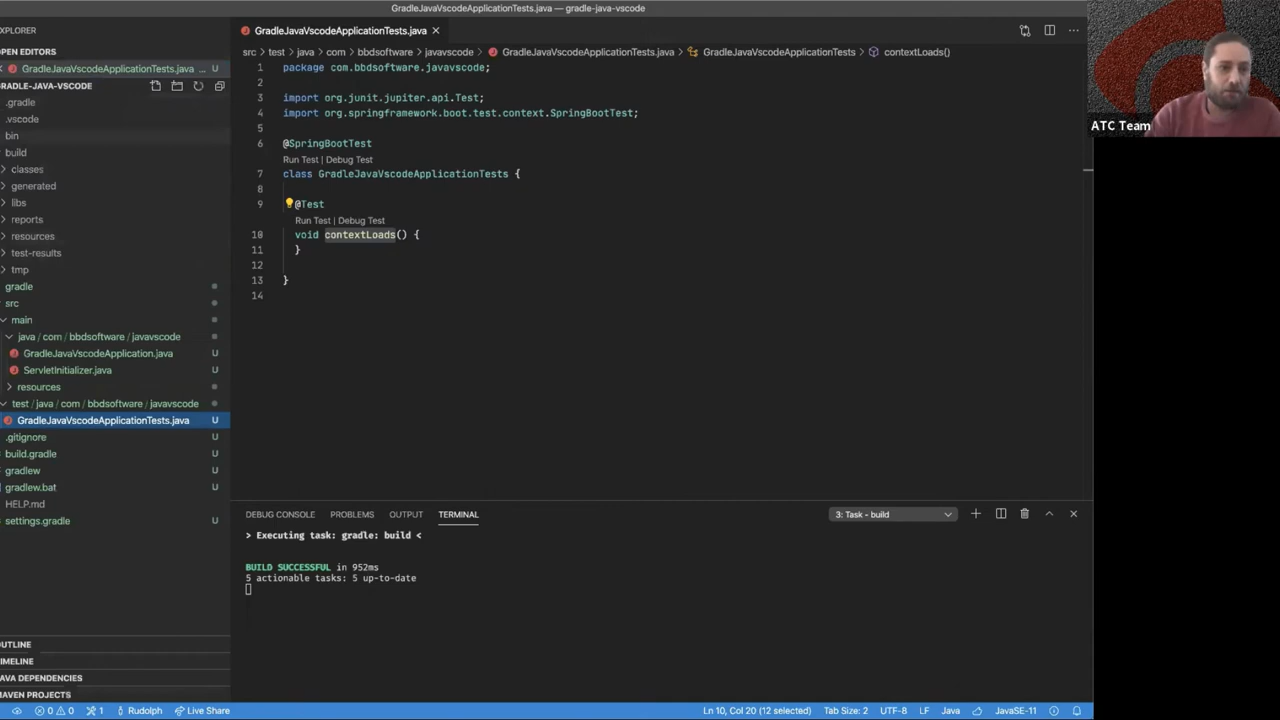 GradleJavaVscodeApplicationTests.java — gradle-java-vscode
XPLORER
OPEN EDITORS
GradleJavaVscodeApplicationTests.java ... U
GRADLE-JAVA-VSCODE
.gradle
.vscode
bin
build
classes
generated
libs
reports
resources
test-results
tmp
gradle
src
main
java / com / bbdsoftware / javavscode
GradleJavaVscodeApplication.java U
ServletInitializer.java U
resources
test / java / com / bbdsoftware / javavscode
GradleJavaVscodeApplicationTests.java U
.gitignore U
build.gradle U
gradlew U
gradlew.bat U
HELP.md
settings.gradle U
OUTLINE
TIMELINE
JAVA DEPENDENCIES
MAVEN PROJECTS
GradleJavaVscodeApplicationTests.java
src > test > java > com > bbdsoftware > javavscode > GradleJavaVscodeApplicationTests.java > GradleJavaVscodeApplicationTests > contextLoads()
1 package com.bbdsoftware.javavscode;
2
3 import org.junit.jupiter.api.Test;
4 import org.springframework.boot.test.context.SpringBootTest;
5
6 @SpringBootTest
Run Test | Debug Test
7 class GradleJavaVscodeApplicationTests {
8
9 @Test
Run Test | Debug Test
10 void contextLoads() {
11 }
12
13 }
14
DEBUG CONSOLE PROBLEMS OUTPUT TERMINAL 3: Task - build
> Executing task: gradle: build <
BUILD SUCCESSFUL in 952ms
5 actionable tasks: 5 up-to-date
0 0 1 Rudolph Live Share Ln 10, Col 20 (12 selected) Tab Size: 2 UTF-8 LF Java JavaSE-11
ATC Team